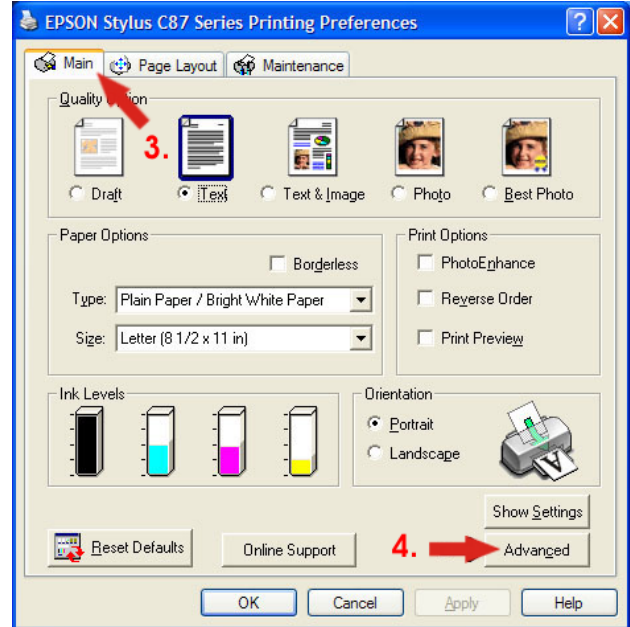 EPSON Stylus C87 Series Printing Preferences
Main Page Layout Maintenance
3.
Draft Text Text & Image Photo Best Photo
Paper Options
Borderless
Type: Plain Paper / Bright White Paper
Size: Letter (8 1/2 x 11 in)
Print Options
PhotoEnhance
Reverse Order
Print Preview
Ink Levels
Orientation
Portrait
Landscape
A
Show Settings
Reset Defaults Online Support 4. Advanced
OK Cancel Apply Help